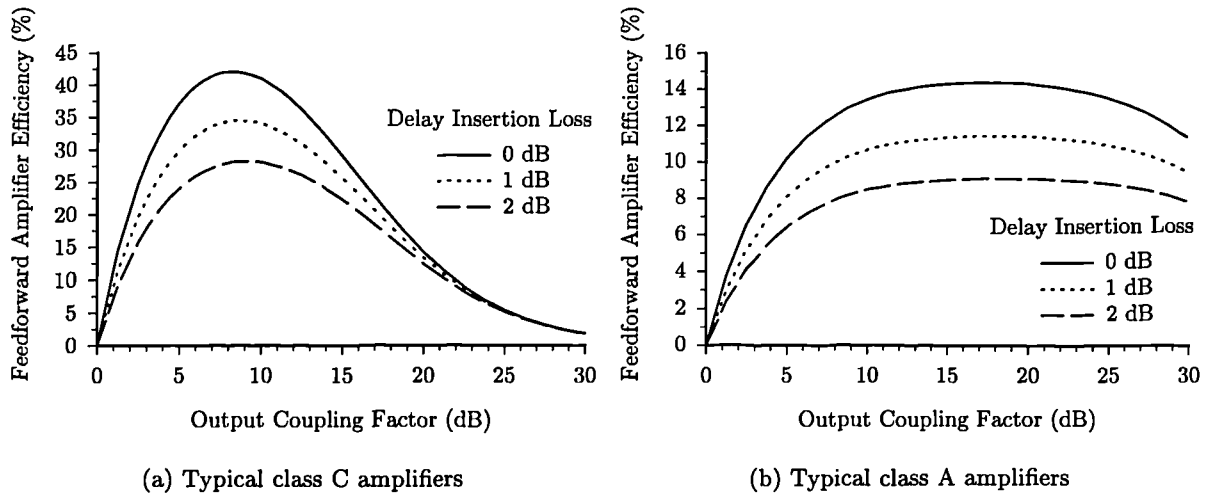 Feedforward Amplifier Efficiency (%)
45
40
35
30
25
20
15
10
5
0
0 5 10 15 20 25 30
Output Coupling Factor (dB)
Delay Insertion Loss
0 dB
1 dB
2 dB
(a) Typical class C amplifiers
Feedforward Amplifier Efficiency (%)
16
14
12
10
8
6
4
2
0
0 5 10 15 20 25 30
Output Coupling Factor (dB)
Delay Insertion Loss
0 dB
1 dB
2 dB
(b) Typical class A amplifiers